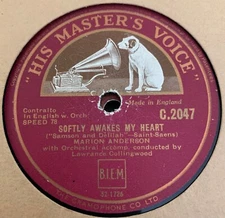 "HIS MASTER'S VOICE"
Made in England
Contralto
In English w. Orch.
SPEED 78
C.2047
SOFTLY AWAKES MY HEART
("Samson and Delilah"—Saint-Saens)
MARION ANDERSON
with Orchestral accomp. conducted by
Lawrance Collingwood
B.I.E.M.
THE GRAMOPHONE CO LTD